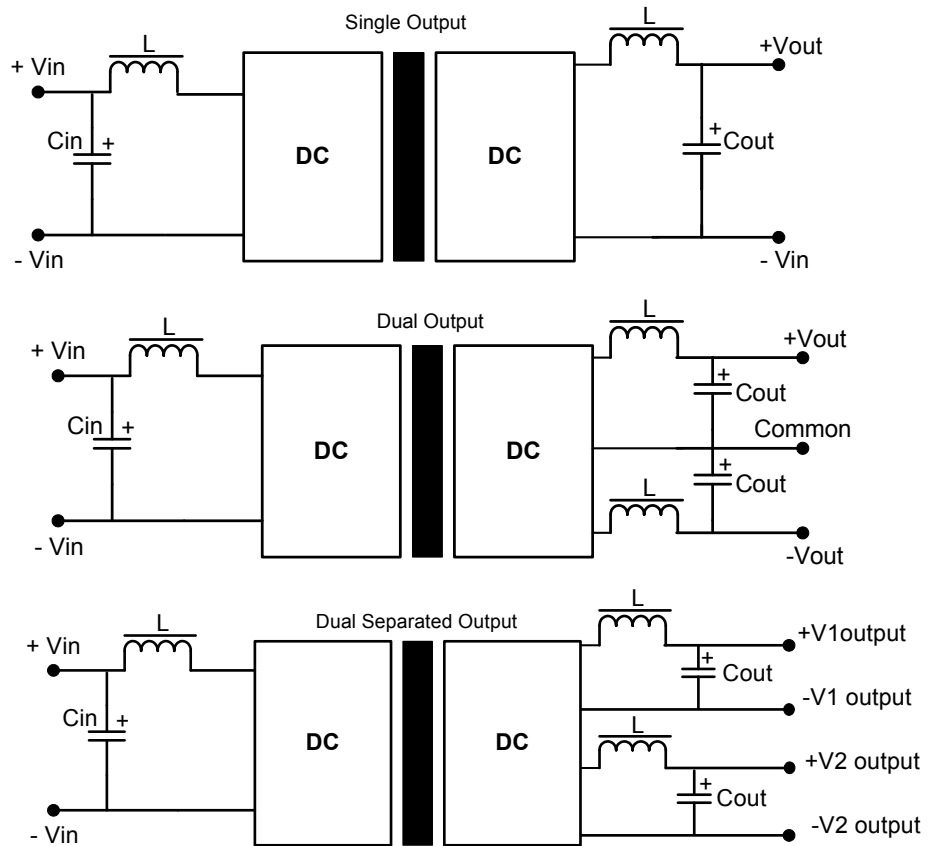 Single Output
L
L
+ Vin
+Vout
Cin
+
DC
DC
+
Cout
- Vin
- Vin
Dual Output
L
L
+ Vin
+Vout
+
Cout
Cin
+
DC
DC
Common
+
Cout
L
- Vin
-Vout
Dual Separated Output
L
L
+ Vin
+V1output
+
Cout
-V1 output
Cin
+
DC
DC
L
+V2 output
+
Cout
- Vin
-V2 output